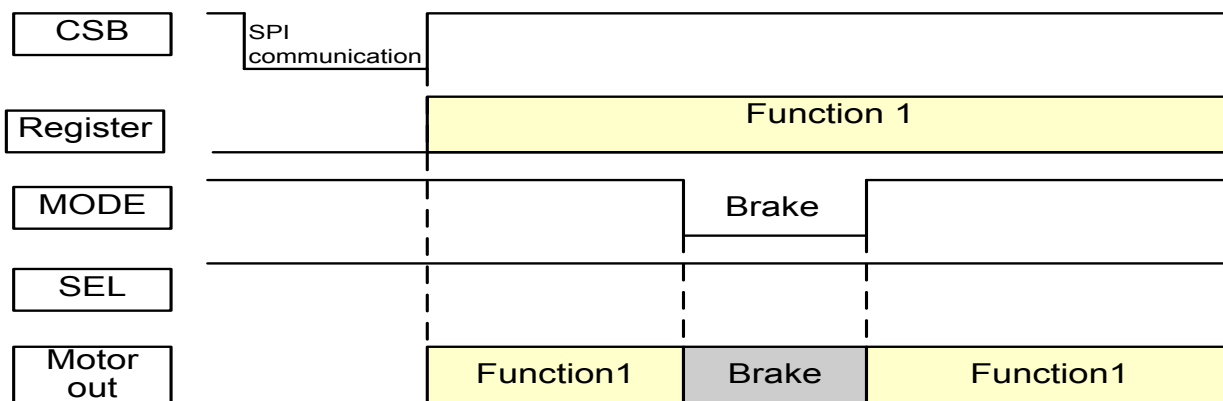 CSB
SPI
communication
Register
Function 1
MODE
Brake
SEL
Motor
out
Function1
Brake
Function1